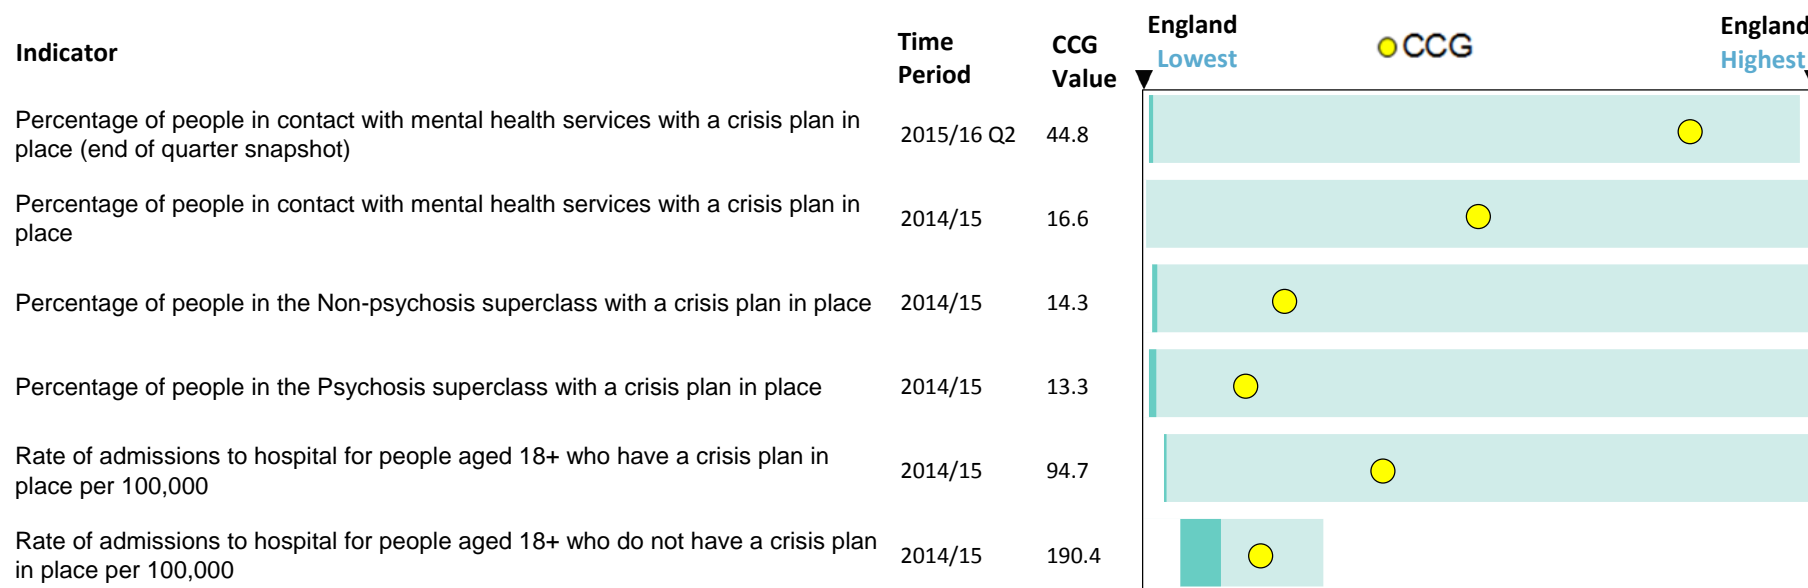 Indicator
Time
Period
CCG
Value
England
Lowest
CCG
England
Highest
Percentage of people in contact with mental health services with a crisis plan in
place (end of quarter snapshot)
2015/16 Q2
44.8
Percentage of people in contact with mental health services with a crisis plan in
place
2014/15
16.6
Percentage of people in the Non-psychosis superclass with a crisis plan in place
2014/15
14.3
Percentage of people in the Psychosis superclass with a crisis plan in place
2014/15
13.3
Rate of admissions to hospital for people aged 18+ who have a crisis plan in
place per 100,000
2014/15
94.7
Rate of admissions to hospital for people aged 18+ who do not have a crisis plan
in place per 100,000
2014/15
190.4